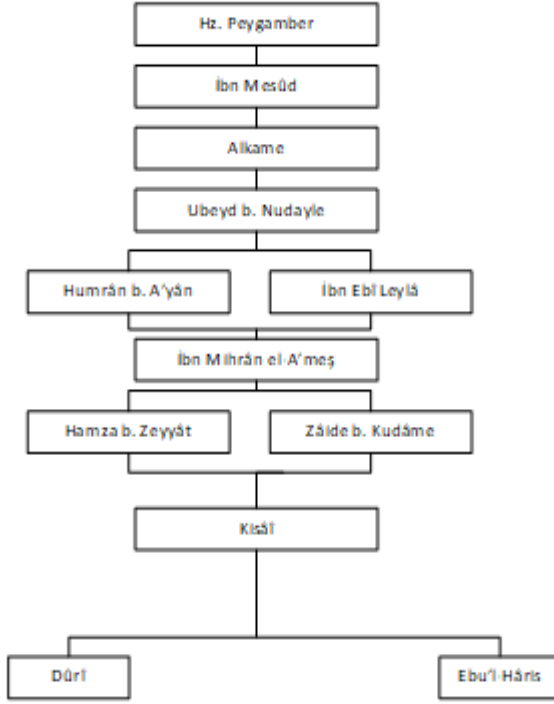 Hz. Peygamber
İbn Mesûd
Alkame
Ubeyd b. Nudayle
Humrân b. A'yân
İbn Ebî Leylâ
İbn Mihrân el-A'meş
Hamza b. Zeyyât
Zâide b. Kudâme
Kisâî
Dûrî
Ebu'l-Hâris